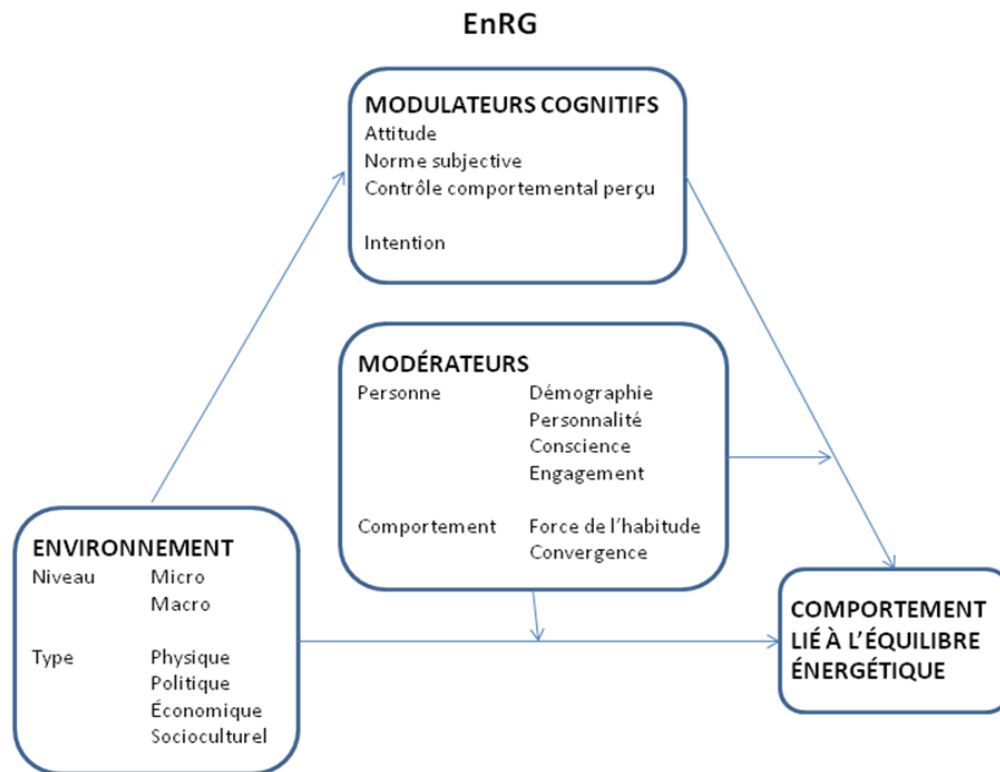 EnRG
MODULATEURS COGNITIFS
Attitude
Norme subjective
Contrôle comportemental perçu
Intention
MODÉRATEURS
Personne Démographie
Personnalité
Conscience
Engagement
Comportement Force de l'habitude
Convergence
ENVIRONNEMENT
Niveau Micro
Macro
Type Physique
Politique
Économique
Socioculturel
COMPORTEMENT
LIÉ À L'ÉQUILIBRE
ÉNERGÉTIQUE